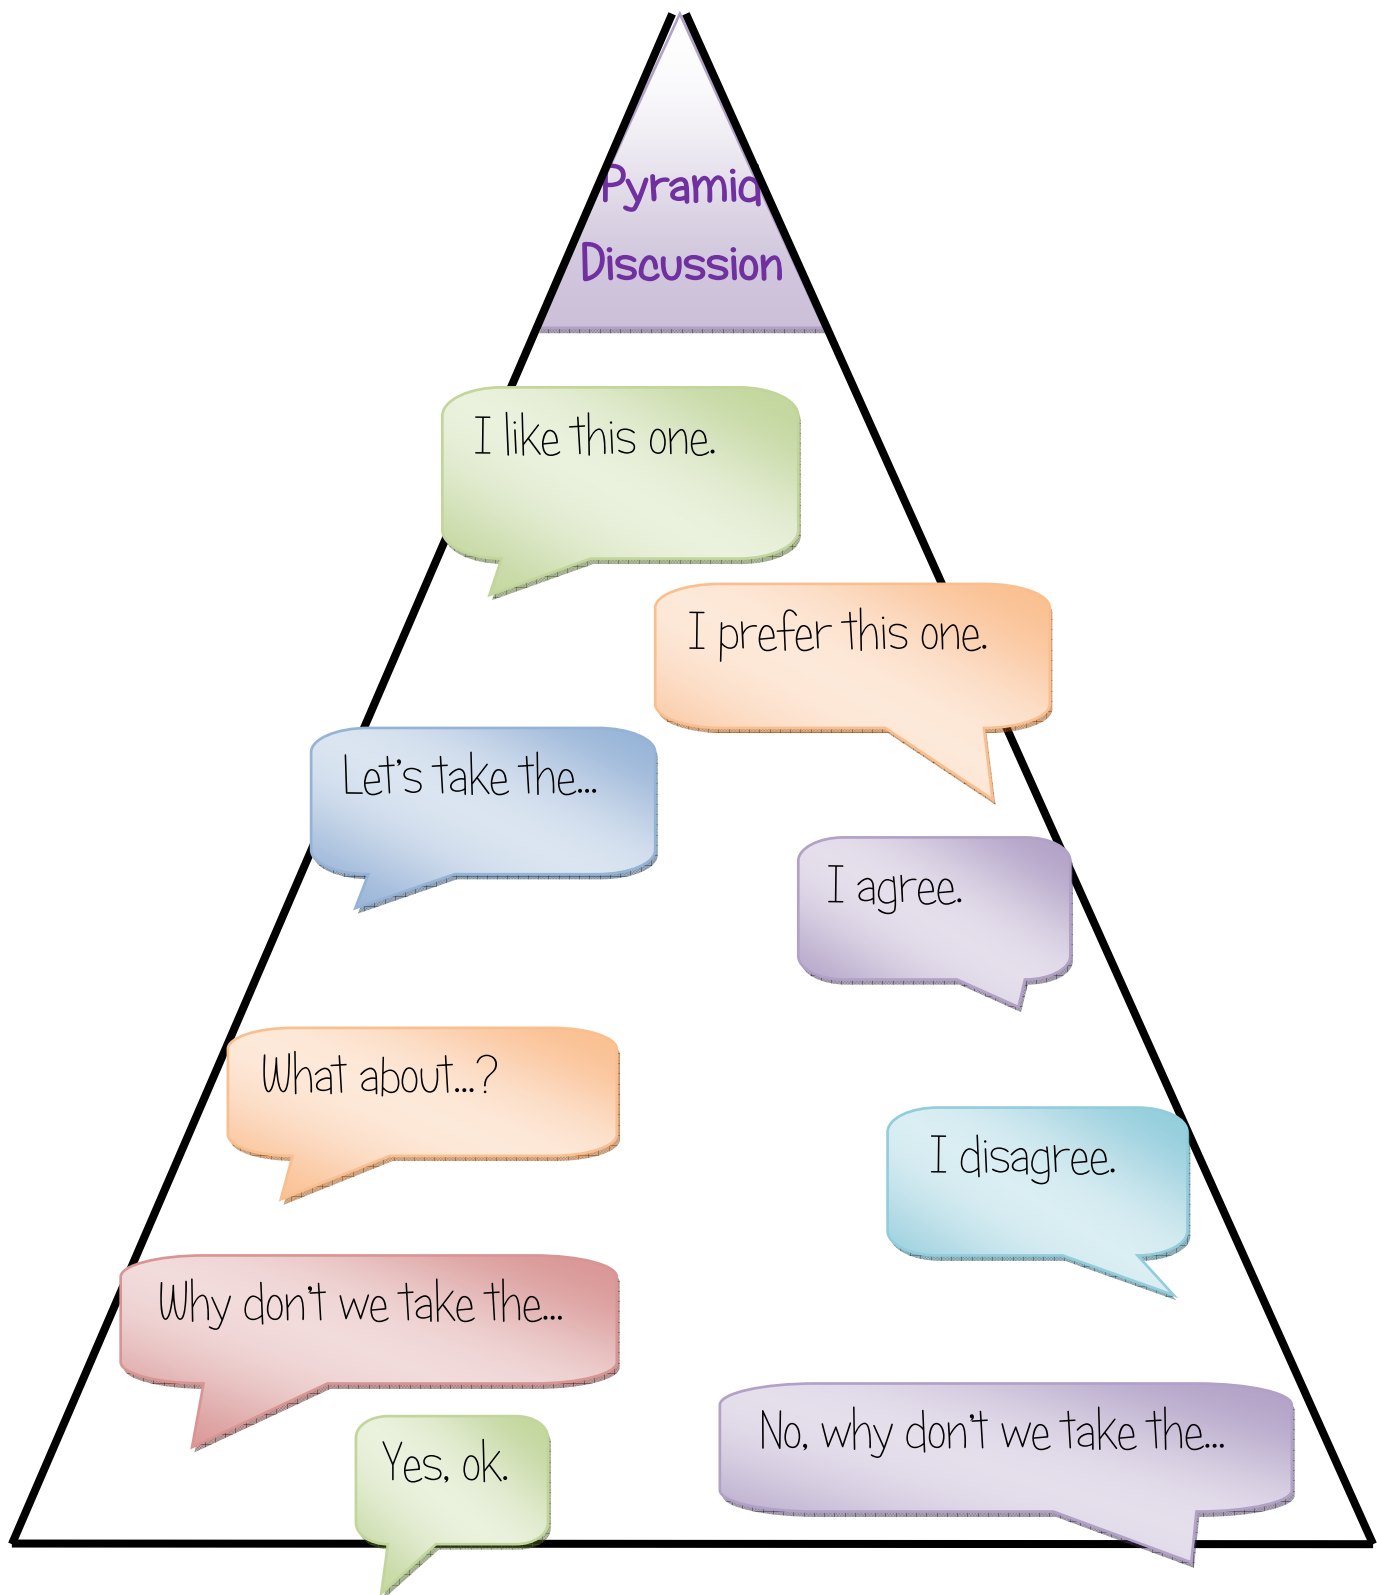 Pyramid
Discussion
I like this one.
I prefer this one.
Let's take the...
I agree.
What about...?
I disagree.
Why don't we take the...
No, why don't we take the...
Yes, ok.